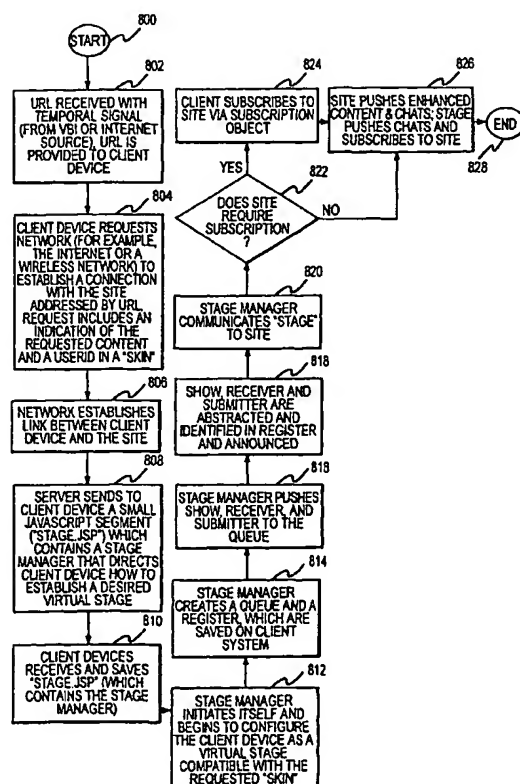 START
800
802
URL RECEIVED WITH
TEMPORAL SIGNAL
(FROM VBI OR INTERNET
SOURCE), URL IS
PROVIDED TO CLIENT
DEVICE
804
CLIENT DEVICE REQUESTS
NETWORK (FOR EXAMPLE,
THE INTERNET OR A
WIRELESS NETWORK) TO
ESTABLISH A CONNECTION
WITH THE SITE
ADDRESSED BY URL,
REQUEST INCLUDES AN
INDICATION OF THE
REQUESTED CONTENT
AND A USERID IN A "SKIN"
806
NETWORK ESTABLISHES
LINK BETWEEN CLIENT
DEVICE AND THE SITE
808
SERVER SENDS TO
CLIENT DEVICE A SMALL
JAVASCRIPT SEGMENT
("STAGE.JSP") WHICH
CONTAINS A STAGE
MANAGER THAT DIRECTS
CLIENT DEVICE HOW TO
ESTABLISH A DESIRED
VIRTUAL STAGE
810
CLIENT DEVICES
RECEIVES AND SAVES
"STAGE.JSP" (WHICH
CONTAINS THE STAGE
MANAGER)
812
STAGE MANAGER
INITIATES ITSELF AND
BEGINS TO CONFIGURE
THE CLIENT DEVICE AS A
VIRTUAL STAGE
COMPATIBLE WITH THE
REQUESTED "SKIN"
814
STAGE MANAGER
CREATES A QUEUE AND A
REGISTER, WHICH ARE
SAVED ON CLIENT
SYSTEM
816
STAGE MANAGER PUSHES
SHOW, RECEIVER, AND
SUBMITTER TO THE
QUEUE
818
SHOW, RECEIVER AND
SUBMITTER ARE
ABSTRACTED AND
IDENTIFIED IN REGISTER
AND ANNOUNCED
820
STAGE MANAGER
COMMUNICATES "STAGE"
TO SITE
822
DOES SITE
REQUIRE
SUBSCRIPTION
?
YES
NO
824
CLIENT SUBSCRIBES TO
SITE VIA SUBSCRIPTION
OBJECT
826
SITE PUSHES ENHANCED
CONTENT & CHATS; STAGE
PUSHES CHATS AND
SUBSCRIBES TO SITE
END
828